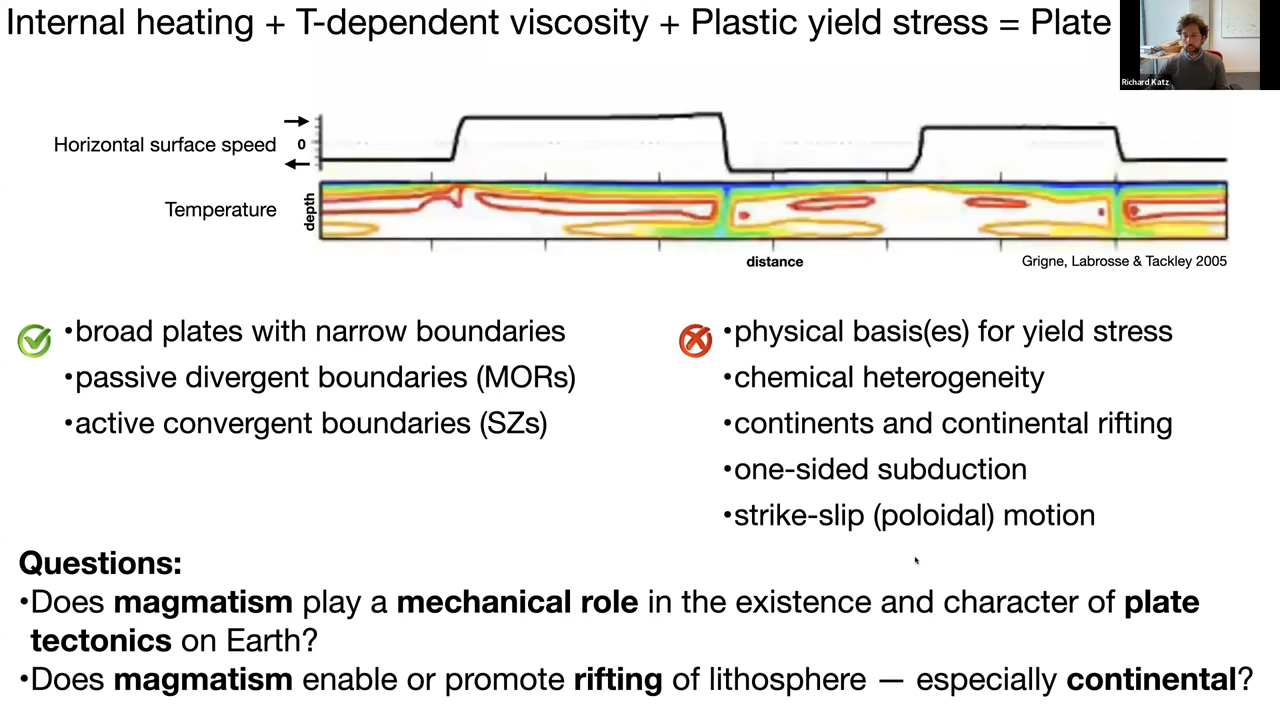 Internal heating + T-dependent viscosity + Plastic yield stress = Plate
Richard Katz
Horizontal surface speed
0
Temperature
depth
distance
Grigne, Labrosse & Tackley 2005
•broad plates with narrow boundaries
•passive divergent boundaries (MORs)
•active convergent boundaries (SZs)
•physical basis(es) for yield stress
•chemical heterogeneity
•continents and continental rifting
•one-sided subduction
•strike-slip (poloidal) motion
Questions:
•Does magmatism play a mechanical role in the existence and character of plate
tectonics on Earth?
•Does magmatism enable or promote rifting of lithosphere — especially continental?